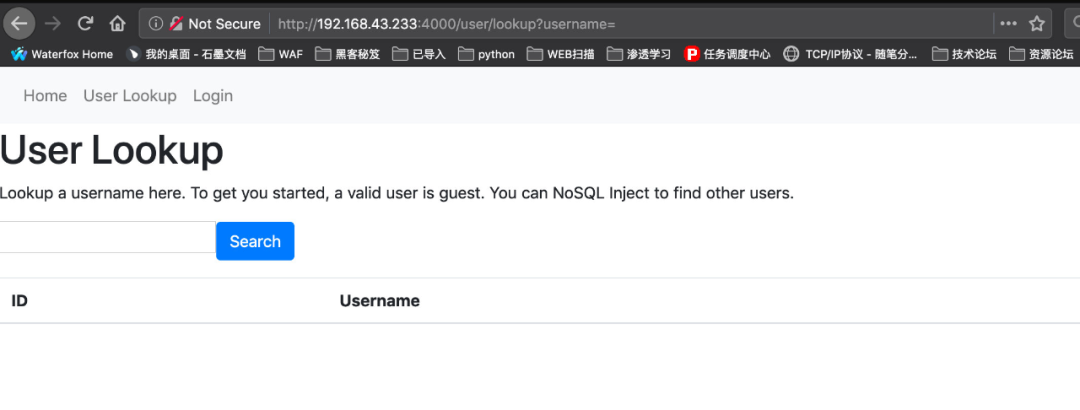 Not Secure http://192.168.43.233:4000/user/lookup?username=
Waterfox Home 我的桌面 - 石墨文档 WAF 黑客秘笈 已导入 python WEB扫描 渗透学习 任务调度中心 TCP/IP协议 - 随笔分... 技术论坛 资源论坛
Home User Lookup Login
User Lookup
Lookup a username here. To get you started, a valid user is guest. You can NoSQL Inject to find other users.
Search
ID Username